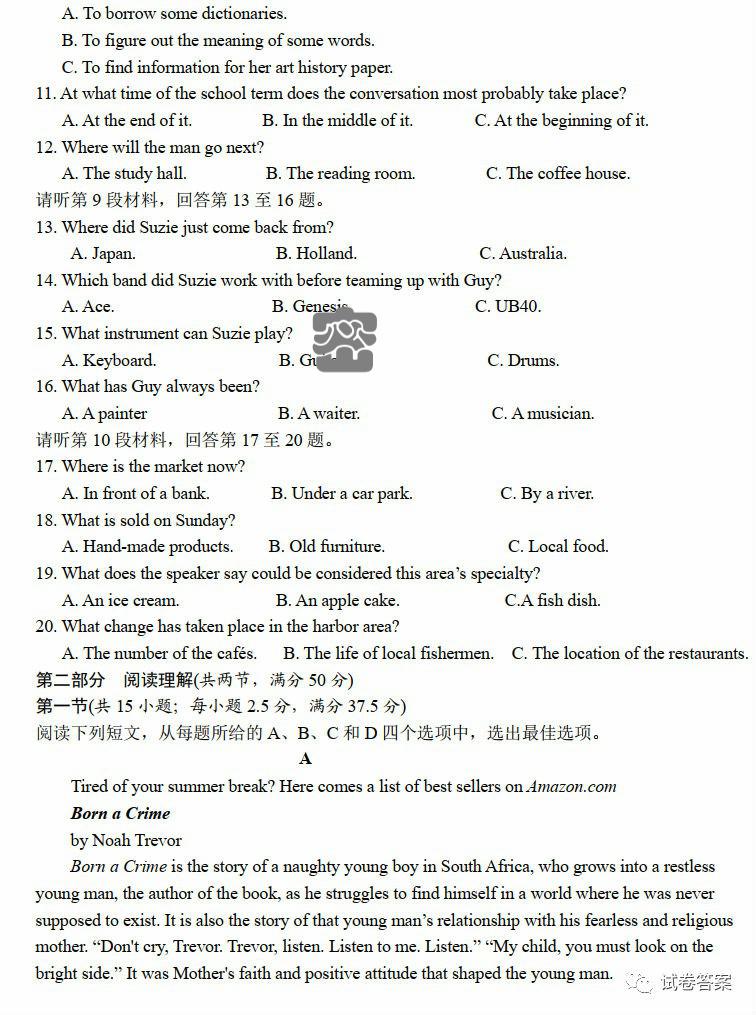 A. To borrow some dictionaries.
B. To figure out the meaning of some words.
C. To find information for her art history paper.
11. At what time of the school term does the conversation most probably take place?
A. At the end of it. B. In the middle of it. C. At the beginning of it.
12. Where will the man go next?
A. The study hall. B. The reading room. C. The coffee house.
请听第 9 段材料，回答第 13 至 16 题。
13. Where did Suzie just come back from?
A. Japan. B. Holland. C. Australia.
14. Which band did Suzie work with before teaming up with Guy?
A. Ace. B. Genesis C. UB40.
15. What instrument can Suzie play?
A. Keyboard. B. C. Drums.
16. What has Guy always been?
A. A painter B. A waiter. C. A musician.
请听第 10 段材料，回答第 17 至 20 题。
17. Where is the market now?
A. In front of a bank. B. Under a car park. C. By a river.
18. What is sold on Sunday?
A. Hand-made products. B. Old furniture. C. Local food.
19. What does the speaker say could be considered this area’s specialty?
A. An ice cream. B. An apple cake. C.A fish dish.
20. What change has taken place in the harbor area?
A. The number of the cafés. B. The life of local fishermen. C. The location of the restaurants.
第二部分 阅读理解(共两节，满分 50 分)
第一节(共 15 小题；每小题 2.5 分，满分 37.5 分)
阅读下列短文，从每题所给的 A、B、C 和 D 四个选项中，选出最佳选项。
A
Tired of your summer break? Here comes a list of best sellers on Amazon.com
Born a Crime
by Noah Trevor
Born a Crime is the story of a naughty young boy in South Africa, who grows into a restless
young man, the author of the book, as he struggles to find himself in a world where he was never
supposed to exist. It is also the story of that young man’s relationship with his fearless and religious
mother. “Don't cry, Trevor. Trevor, listen. Listen to me. Listen.” “My child, you must look on the
bright side.” It was Mother's faith and positive attitude that shaped the young man.
试卷答案